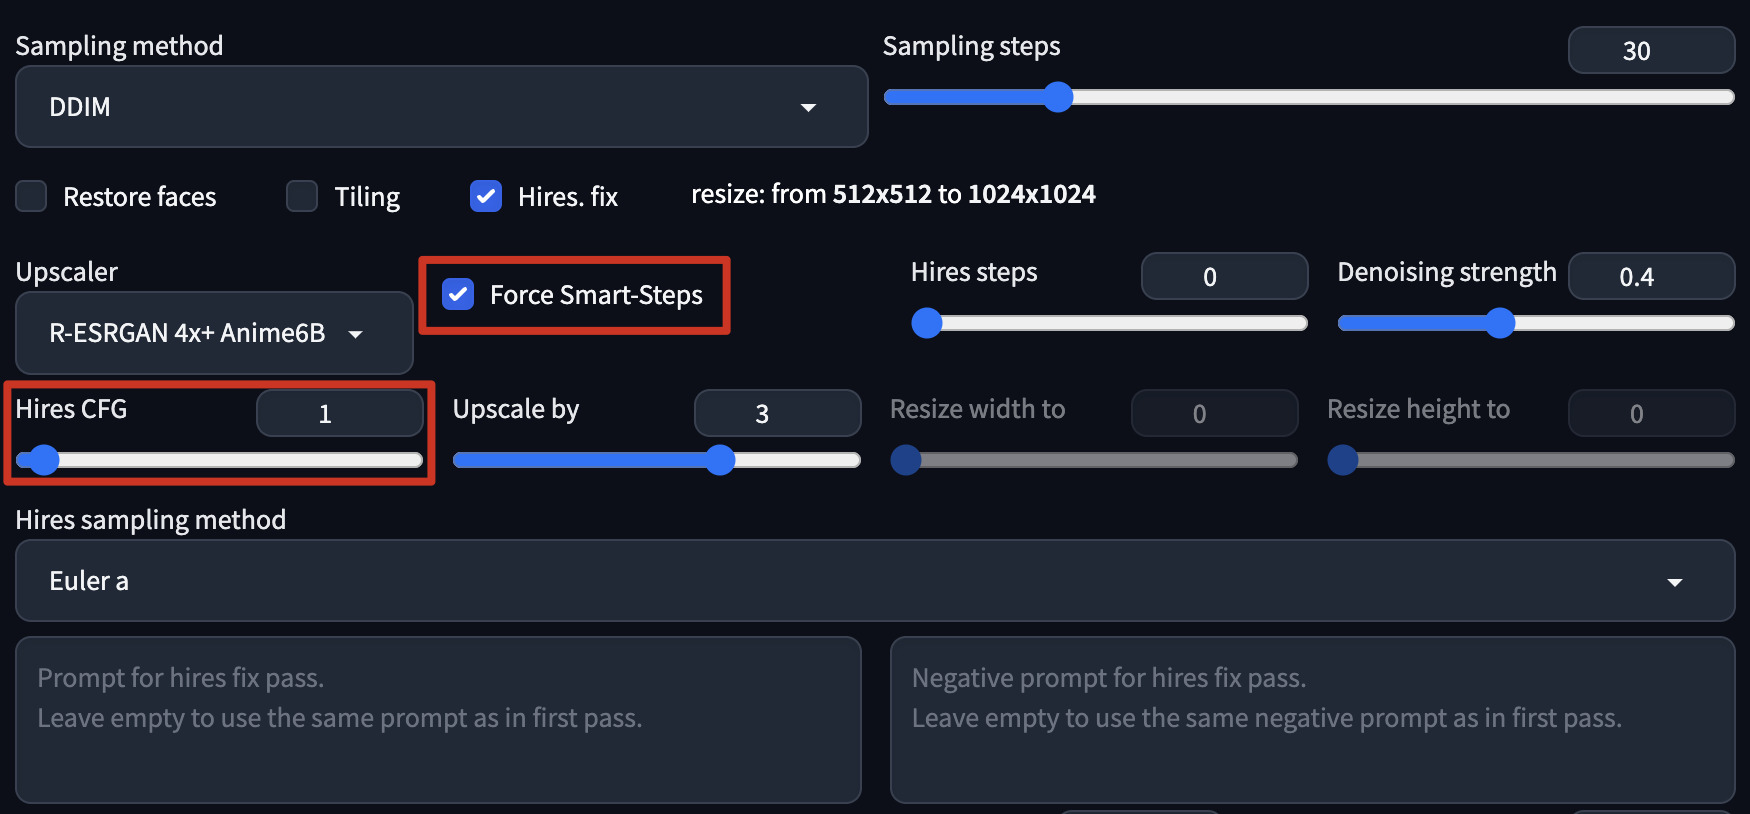 Sampling method
Sampling steps
30
DDIM
Restore faces
Tiling
Hires. fix
resize: from 512x512 to 1024x1024
Upscaler
Force Smart-Steps
Hires steps
0
Denoising strength
0.4
R-ESRGAN 4x+ Anime6B
Hires CFG
1
Upscale by
3
Resize width to
0
Resize height to
0
Hires sampling method
Euler a
Prompt for hires fix pass.
Leave empty to use the same prompt as in first pass.
Negative prompt for hires fix pass.
Leave empty to use the same negative prompt as in first pass.